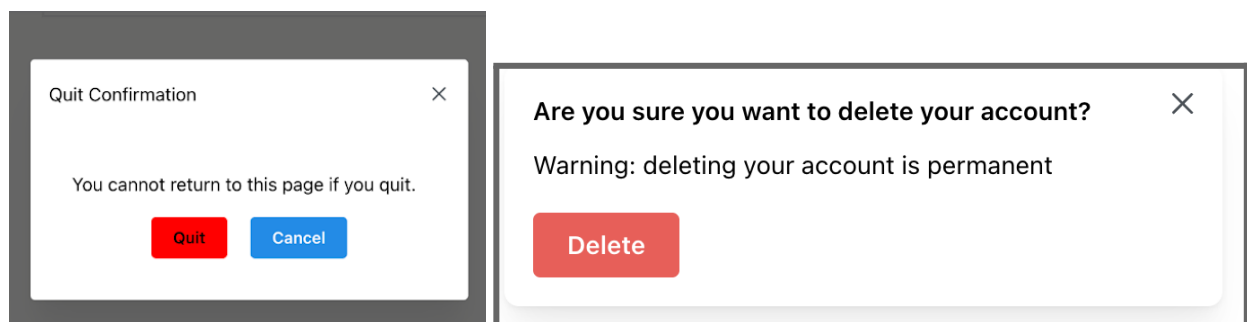 Quit Confirmation
You cannot return to this page if you quit.
Quit
Cancel
Are you sure you want to delete your account?
Warning: deleting your account is permanent
Delete